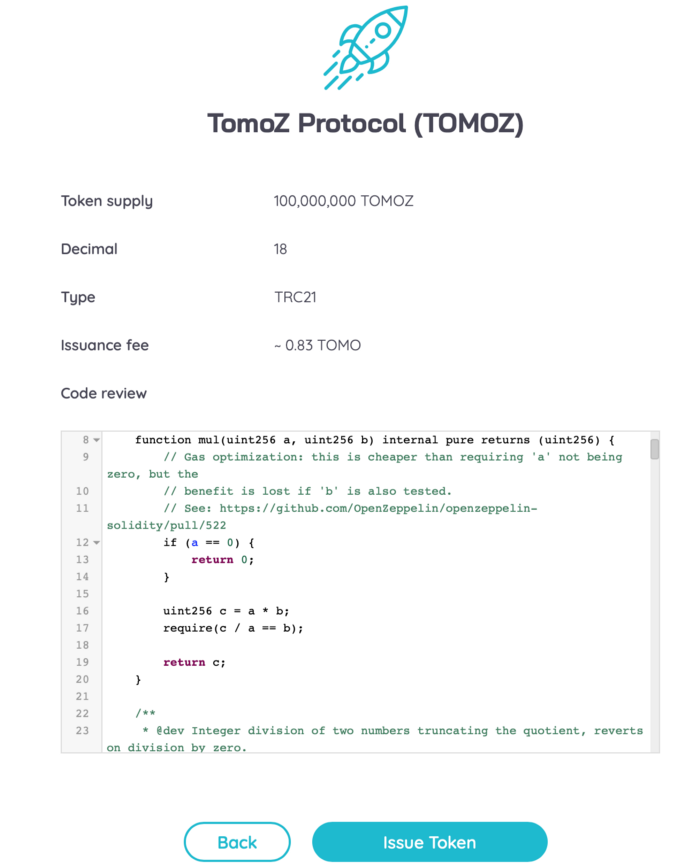 TomoZ Protocol (TOMOZ)
Token supply 100,000,000 TOMOZ
Decimal 18
Type TRC21
Issuance fee ~ 0.83 TOMO
Code review
8 function mul(uint256 a, uint256 b) internal pure returns (uint256) {
9 // Gas optimization: this is cheaper than requiring 'a' not being
zero, but the
10 // benefit is lost if 'b' is also tested.
11 // See: https://github.com/OpenZeppelin/openzeppelin-
solidity/pull/522
12 if (a == 0) {
13 return 0;
14 }
15
16 uint256 c = a * b;
17 require(c / a == b);
18
19 return c;
20 }
21
22 /**
23 * @dev Integer division of two numbers truncating the quotient, reverts
on division by zero.
Back Issue Token